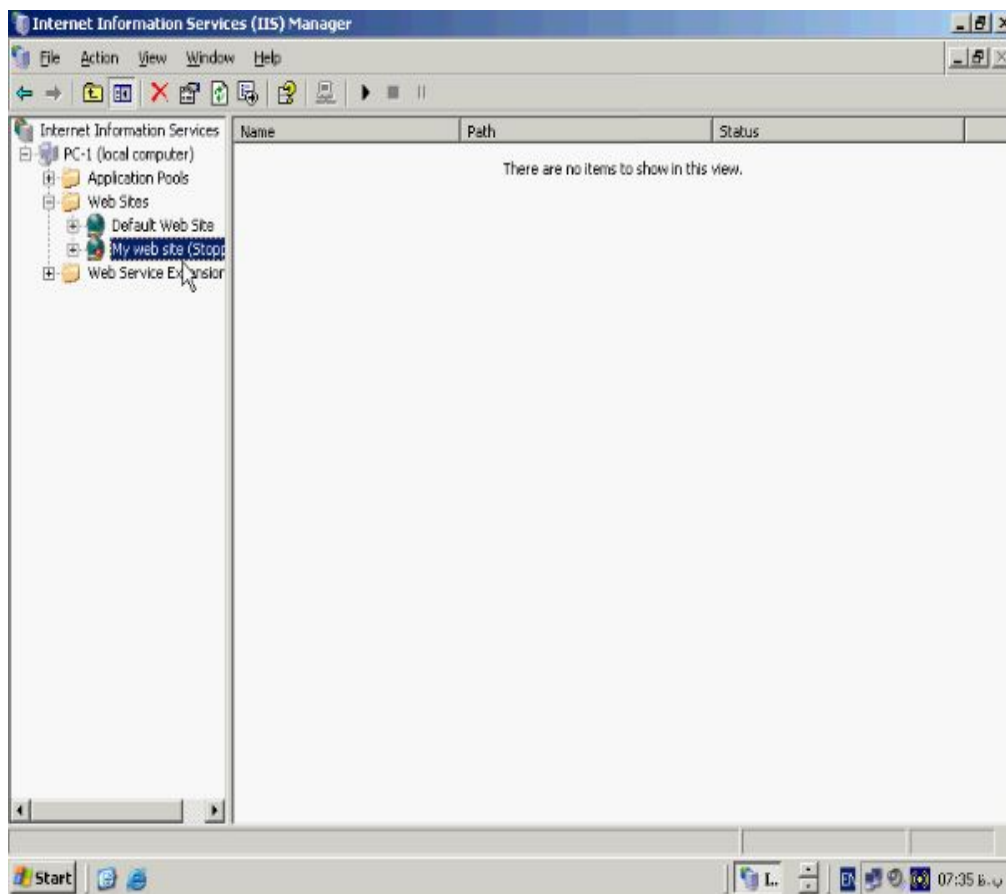 Internet Information Services (IIS) Manager
File Action View Window Help
Internet Information Services
Name Path Status
PC-1 (local computer)
There are no items to show in this view.
Application Pools
Web Sites
Default Web Site
My web site (Stopp
Web Service Expansion
Start I.. EN 07:35 ب.ظ